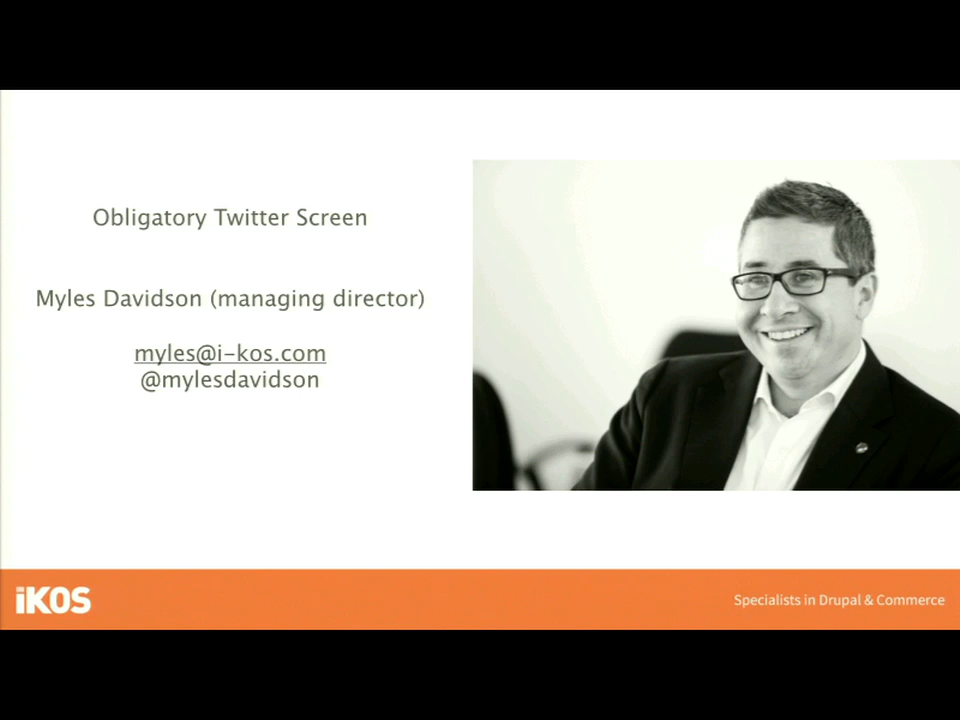 Obligatory Twitter Screen
Myles Davidson (managing director)
myles@i-kos.com
@mylesdavidson
iKOS
Specialists in Drupal & Commerce